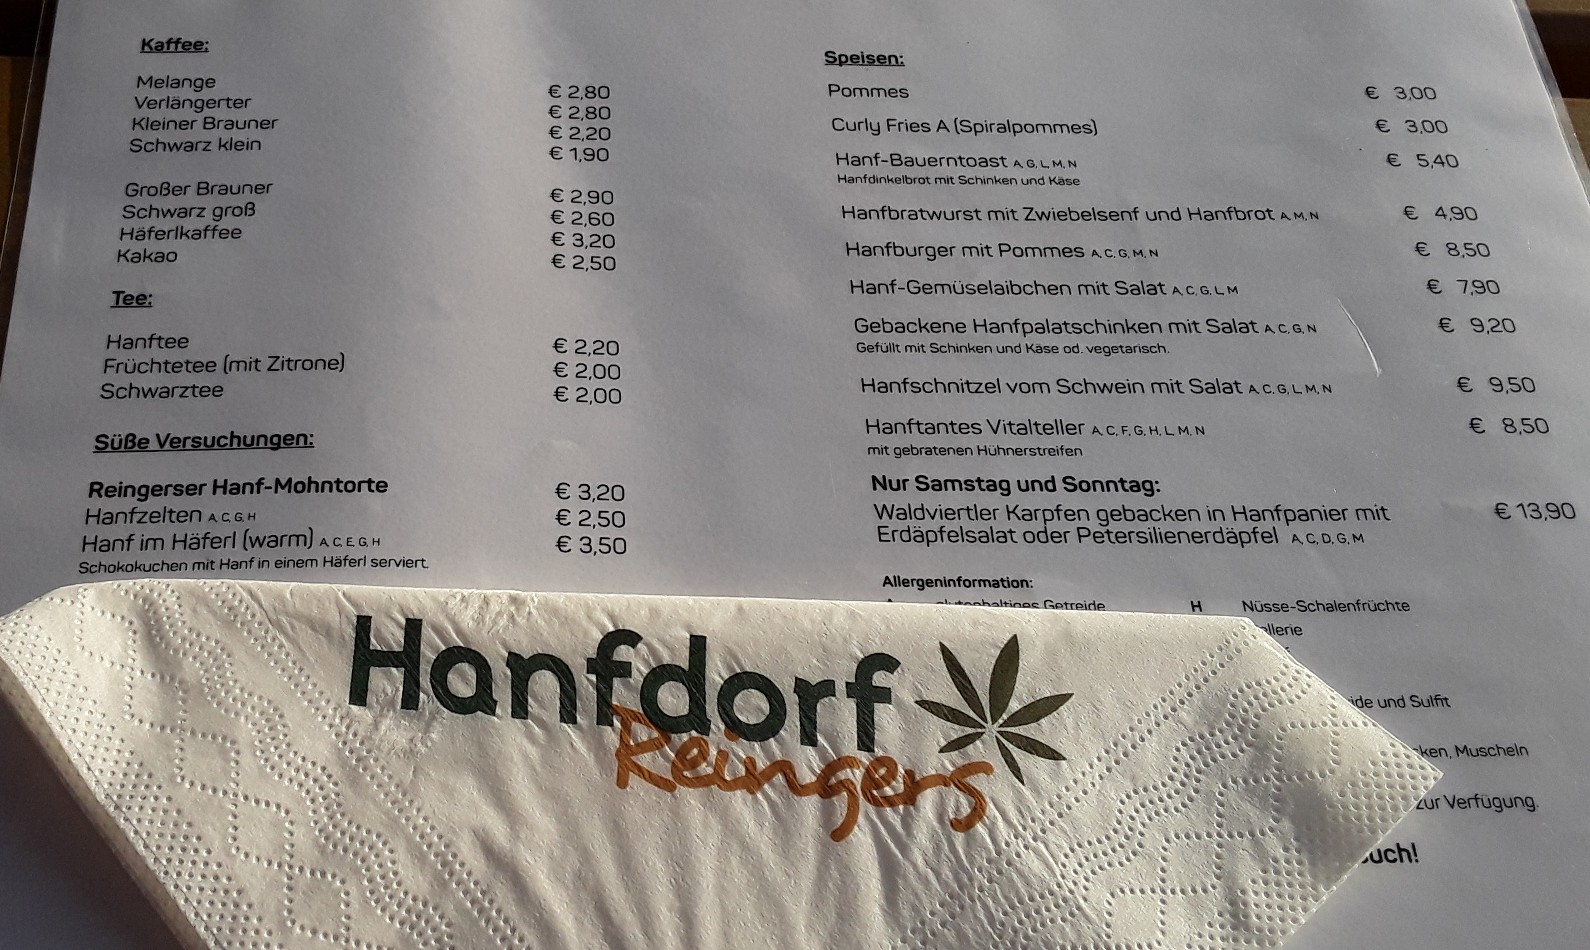 Kaffee:
Melange € 2,80
Verlängerter € 2,80
Kleiner Brauner € 2,20
Schwarz klein € 1,90
Großer Brauner € 2,90
Schwarz groß € 2,60
Häferlkaffee € 3,20
Kakao € 2,50
Tee:
Hanftee € 2,20
Früchtetee (mit Zitrone) € 2,00
Schwarztee € 2,00
Süße Versuchungen:
Reingerser Hanf-Mohntorte € 3,20
Hanfzelten A C G H € 2,50
Hanf im Häferl (warm) A C, E, G, H € 3,50
Schokokuchen mit Hanf in einem Häferl serviert.
Speisen:
Pommes € 3,00
Curly Fries A (Spiralpommes) € 3,00
Hanf-Bauerntoast A, G, L, M, N € 5,40
Hanfdinkelbrot mit Schinken und Käse
Hanfbratwurst mit Zwiebelsenf und Hanfbrot A, M, N € 4,90
Hanfburger mit Pommes A, C, G, M, N € 8,50
Hanf-Gemüselaibchen mit Salat A, C, G, L, M € 7,90
Gebackene Hanfpalatschinken mit Salat A, C, G, N € 9,20
Gefüllt mit Schinken und Käse od. vegetarisch.
Hanfschnitzel vom Schwein mit Salat A, C, G, L, M, N € 9,50
Hanftantes Vitalteller A, C, F, G, H, L, M, N € 8,50
mit gebratenen Hühnerstreifen
Nur Samstag und Sonntag:
Waldviertler Karpfen gebacken in Hanfpanier mit € 13,90
Erdäpfelsalat oder Petersilienerdäpfel A, C, D, G, M
Allergeninformation:
Getreide H Nüsse-Schalenfrüchte
und Sulfit
Muscheln
zur Verfügung.
Hanfdorf
Reingers